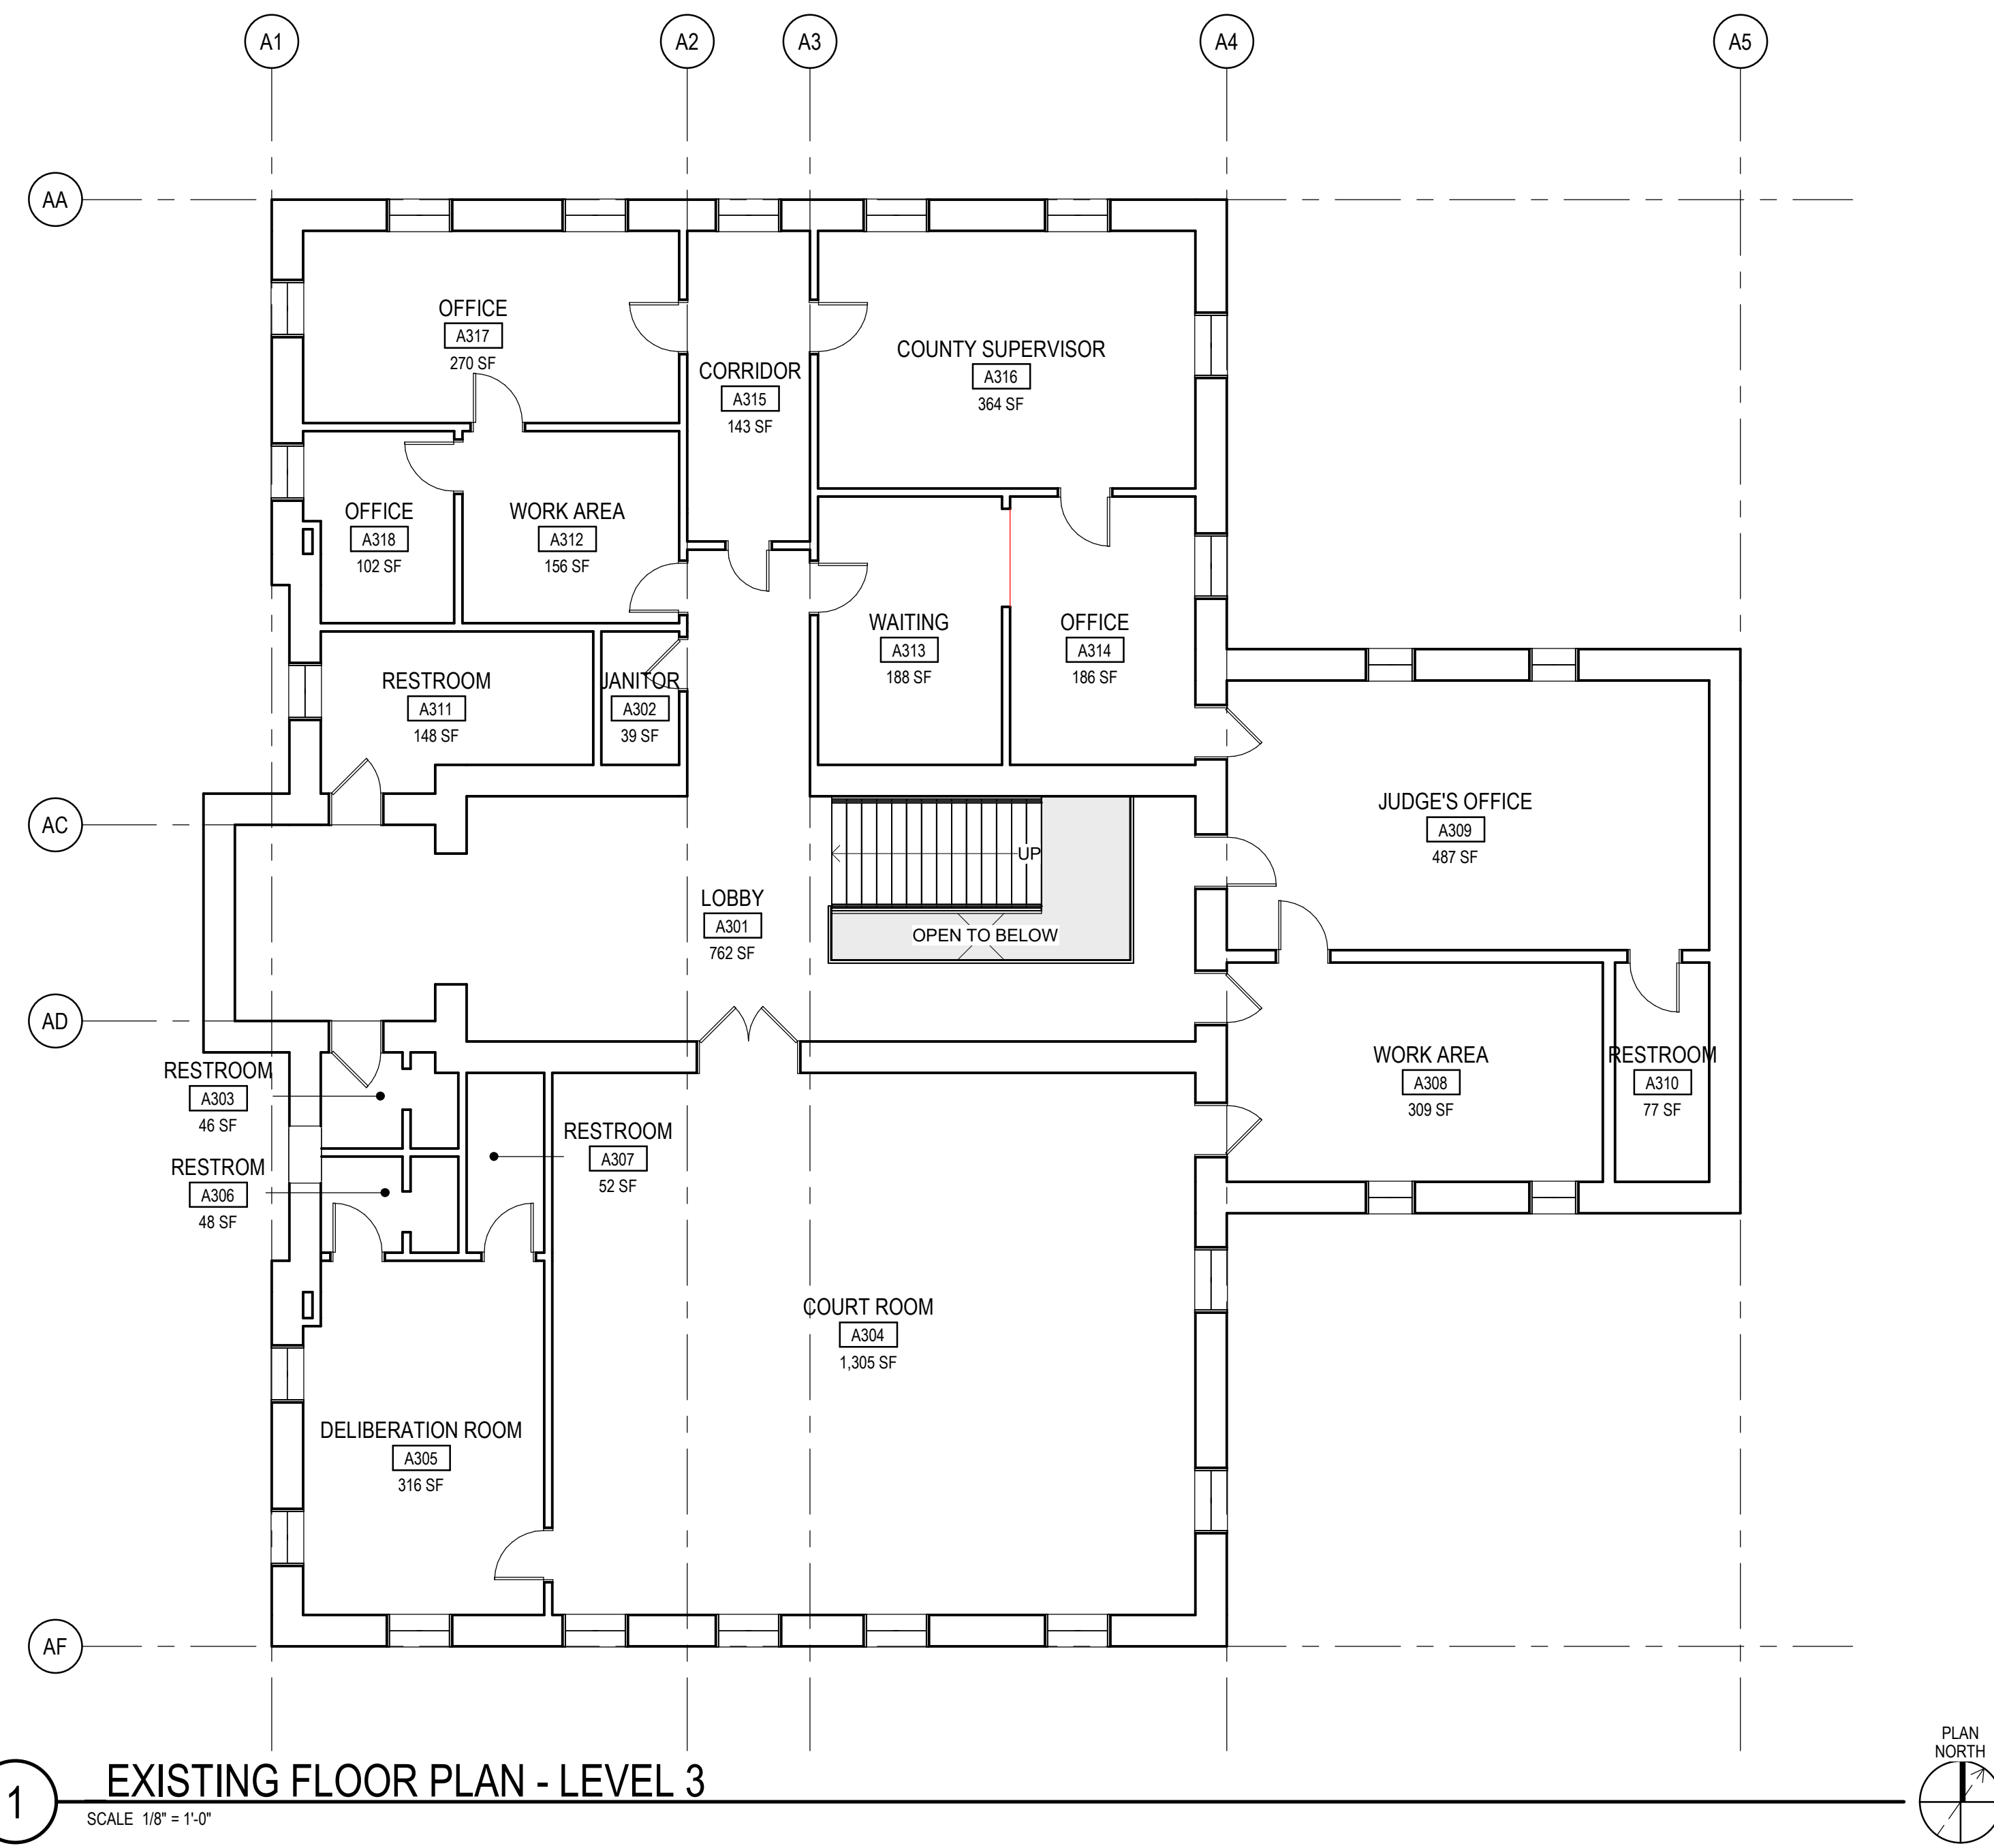 A1
A2
A3
A4
A5
AA
OFFICE
A317
270 SF
COUNTY SUPERVISOR
A316
364 SF
CORRIDOR
A315
143 SF
OFFICE
A318
102 SF
WORK AREA
A312
156 SF
WAITING
A313
188 SF
OFFICE
A314
186 SF
RESTROOM
A311
148 SF
JANITOR
A302
39 SF
JUDGE'S OFFICE
A309
487 SF
AC
UP
LOBBY
A301
762 SF
OPEN TO BELOW
AD
RESTROOM
A303
46 SF
WORK AREA
A308
309 SF
RESTROOM
A310
77 SF
RESTROOM
A307
52 SF
RESTROM
A306
48 SF
COURT ROOM
A304
1,305 SF
DELIBERATION ROOM
A305
316 SF
AF
PLAN
NORTH
1
EXISTING FLOOR PLAN - LEVEL 3
SCALE 1/8" = 1'-0"